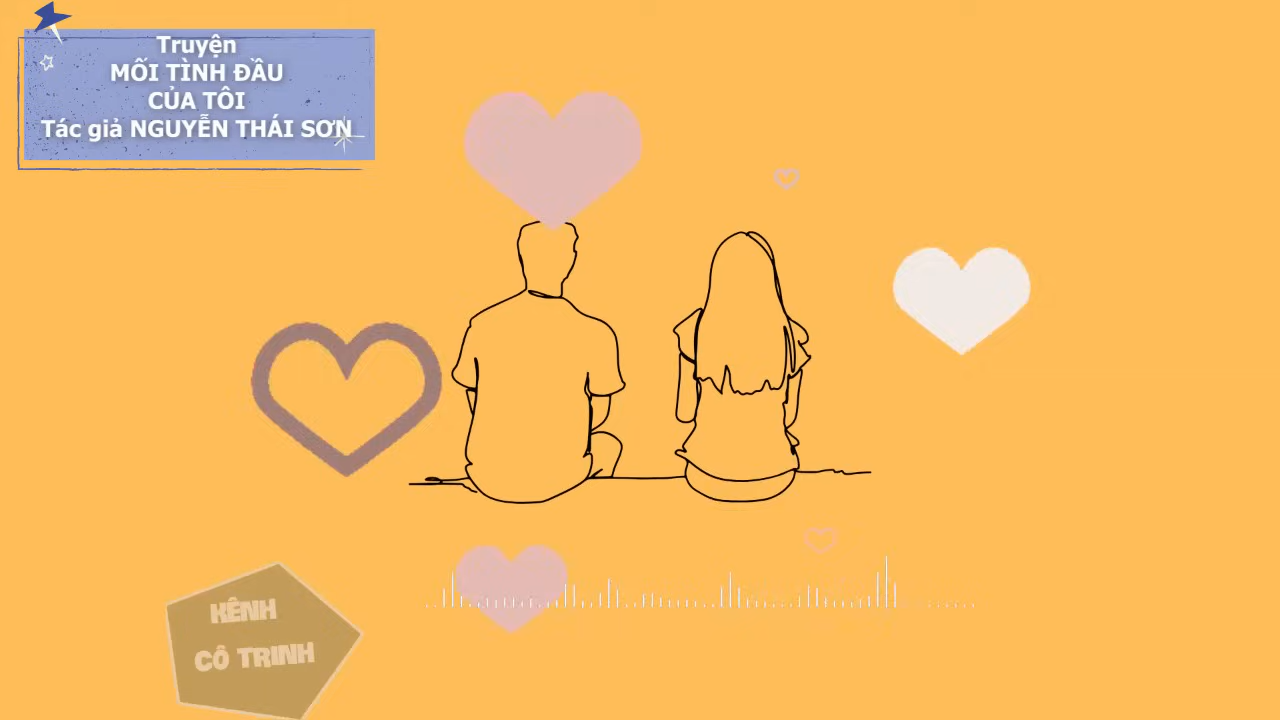 Truyện
MỐI TÌNH ĐẦU
CỦA TÔI
Tác giả NGUYỄN THÁI SƠN
KÊNH
CÔ TRINH